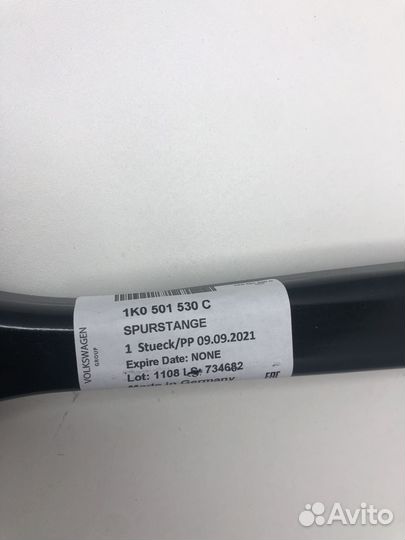 VOLKSWAGEN
GROUP
1K0 501 530 C
SPURSTANGE
1 Stueck/PP 09.09.2021
Expire Date: NONE
Lot: 1108 LS: 734682
Made in Germany
EAC
Avito